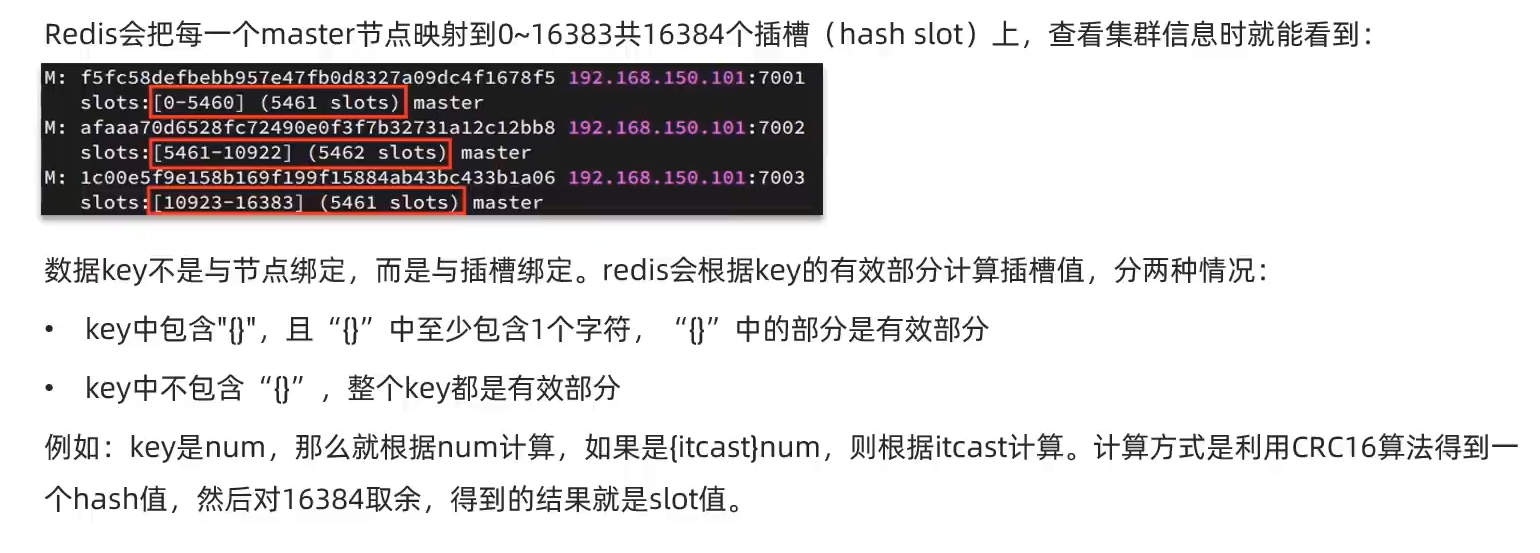 Redis会把每一个master节点映射到0~16383共16384个插槽（hash slot）上，查看集群信息时就能看到：
M: f5fc58defbebb957e47fb0d8327a09dc4f1678f5 192.168.150.101:7001
slots:[0-5460] (5461 slots) master
M: afaaa70d6528fc72490e0f3f7b32731a12c12bb8 192.168.150.101:7002
slots:[5461-10922] (5462 slots) master
M: 1c00e5f9e158b169f199f15884ab43bc433b1a06 192.168.150.101:7003
slots:[10923-16383] (5461 slots) master
数据key不是与节点绑定，而是与插槽绑定。redis会根据key的有效部分计算插槽值，分两种情况：
• key中包含"{}"，且“{}”中至少包含1个字符，“{}”中的部分是有效部分
• key中不包含“{}”，整个key都是有效部分
例如：key是num，那么就根据num计算，如果是{itcast}num，则根据itcast计算。计算方式是利用CRC16算法得到一
个hash值，然后对16384取余，得到的结果就是slot值。